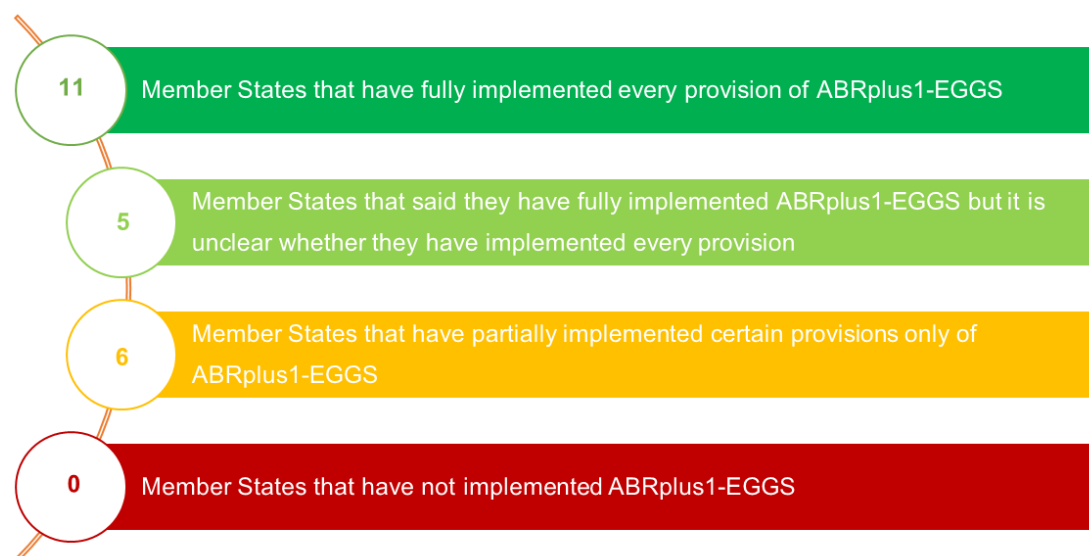 11
Member States that have fully implemented every provision of ABRplus1-EGGS
5
Member States that said they have fully implemented ABRplus1-EGGS but it is
unclear whether they have implemented every provision
6
Member States that have partially implemented certain provisions only of
ABRplus1-EGGS
0
Member States that have not implemented ABRplus1-EGGS